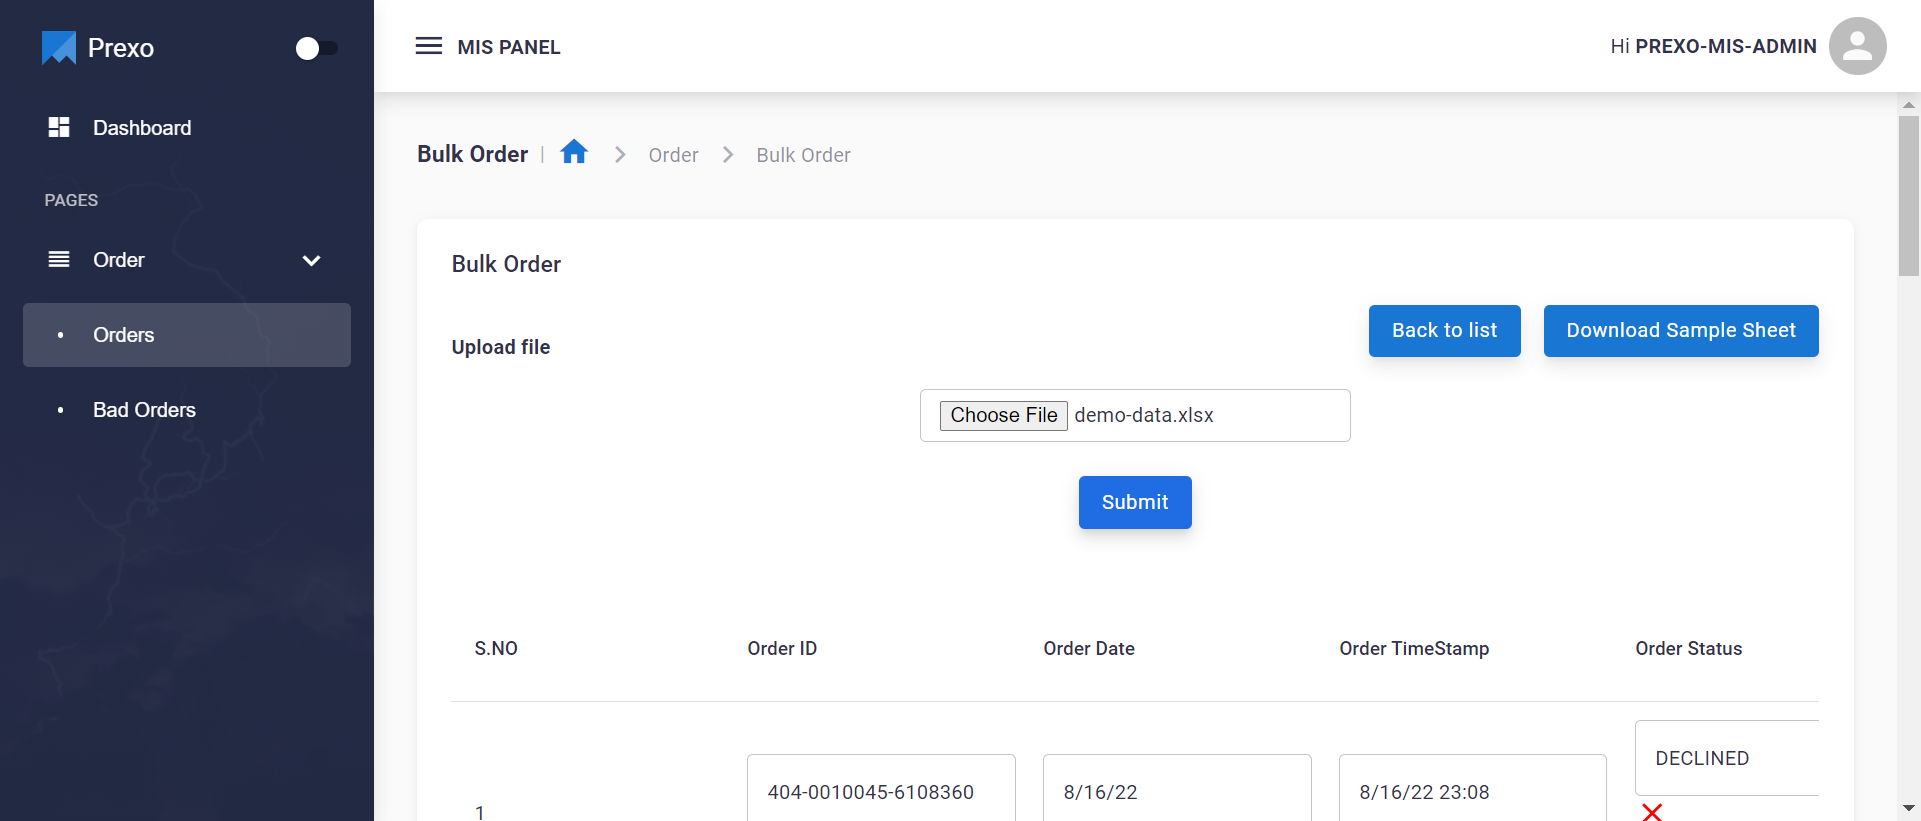 Prexo
MIS PANEL
Hi PREXO-MIS-ADMIN
Dashboard
PAGES
Order
Orders
Bad Orders
Bulk Order | Order Bulk Order
Bulk Order
Back to list
Download Sample Sheet
Upload file
Choose File demo-data.xlsx
Submit
S.NO Order ID Order Date Order TimeStamp Order Status
1 404-0010045-6108360 8/16/22 8/16/22 23:08 DECLINED